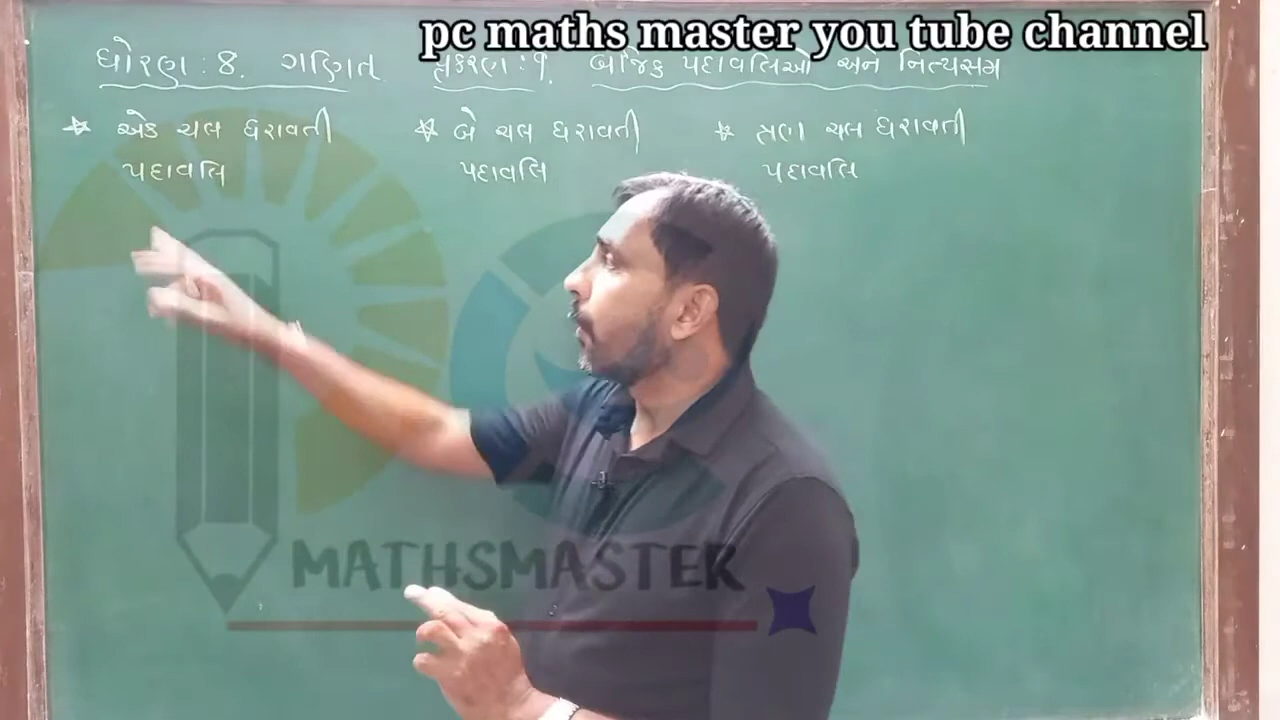 pc maths master you tube channel
ધોરણ : 8. ગણિત પ્રકરણ : 9. બીજિક પદાવલિઓ અને નિત્યસમ
★ એક ચલ ધરાવતી ★ બે ચલ ધરાવતી ★ ત્રણ ચલ ધરાવતી
પદાવલિ પદાવલિ પદાવલિ
MATHSMASTER